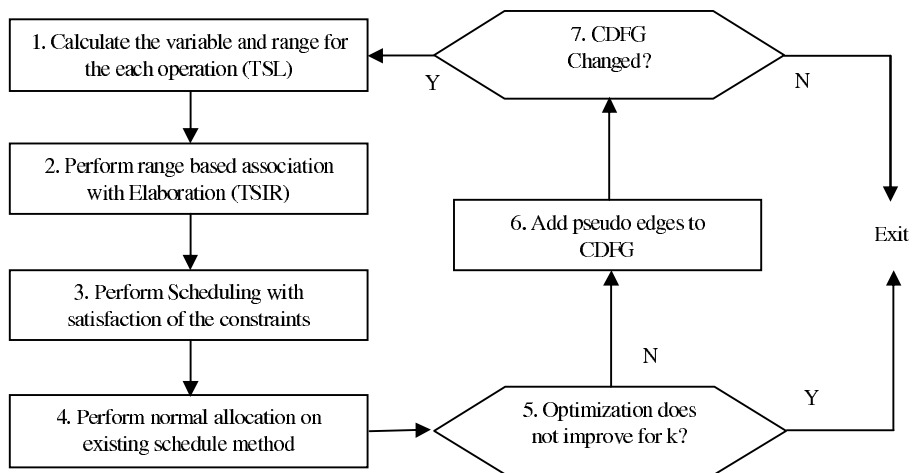 1. Calculate the variable and range for
the each operation (TSL)
2. Perform range based association
with Elaboration (TSIR)
3. Perform Scheduling with
satisfaction of the constraints
4. Perform normal allocation on
existing schedule method
5. Optimization does
not improve for k?
N
Y
6. Add pseudo edges to
CDFG
7. CDFG
Changed?
Y
N
Exit